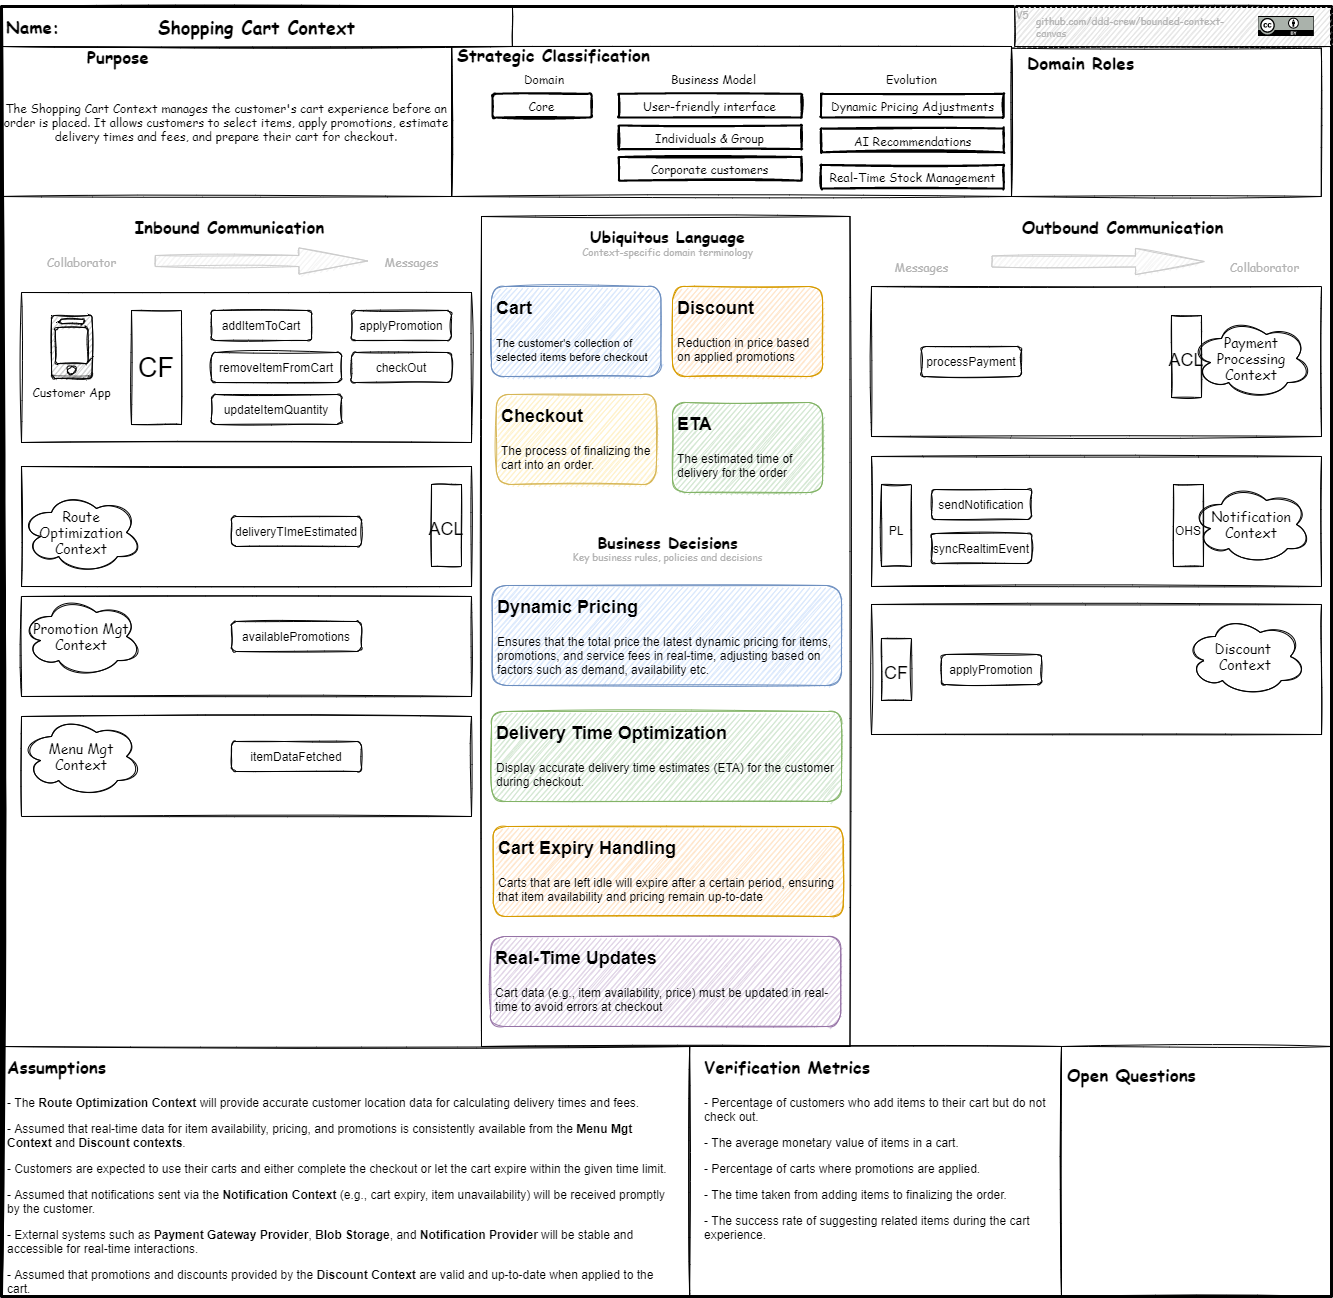 Name:
Shopping Cart Context
V5
github.com/ddd-crew/bounded-context-
canvas
cc
BY
Purpose
The Shopping Cart Context manages the customer's cart experience before an
order is placed. It allows customers to select items, apply promotions, estimate
delivery times and fees, and prepare their cart for checkout.
Strategic Classification
Domain
Core
Business Model
User-friendly interface
Individuals & Group
Corporate customers
Evolution
Dynamic Pricing Adjustments
AI Recommendations
Real-Time Stock Management
Domain Roles
Inbound Communication
Collaborator
Messages
Customer App
CF
addItemToCart
applyPromotion
removeItemFromCart
checkOut
updateItemQuantity
Route
Optimization
Context
deliveryTImeEstimated
ACL
Promotion Mgt
Context
availablePromotions
Menu Mgt
Context
itemDataFetched
Ubiquitous Language
Context-specific domain terminology
Cart
The customer's collection of
selected items before checkout
Discount
Reduction in price based
on applied promotions
Checkout
The process of finalizing the
cart into an order.
ETA
The estimated time of
delivery for the order
Business Decisions
Key business rules, policies and decisions
Dynamic Pricing
Ensures that the total price the latest dynamic pricing for items,
promotions, and service fees in real-time, adjusting based on
factors such as demand, availability etc.
Delivery Time Optimization
Display accurate delivery time estimates (ETA) for the customer
during checkout.
Cart Expiry Handling
Carts that are left idle will expire after a certain period, ensuring
that item availability and pricing remain up-to-date
Real-Time Updates
Cart data (e.g., item availability, price) must be updated in real-
time to avoid errors at checkout
Outbound Communication
Messages
Collaborator
processPayment
ACL
Payment
Processing
Context
PL
sendNotification
syncRealtimEvent
OHS
Notification
Context
CF
applyPromotion
Discount
Context
Assumptions
- The Route Optimization Context will provide accurate customer location data for calculating delivery times and fees.
- Assumed that real-time data for item availability, pricing, and promotions is consistently available from the Menu Mgt
Context and Discount contexts.
- Customers are expected to use their carts and either complete the checkout or let the cart expire within the given time limit.
- Assumed that notifications sent via the Notification Context (e.g., cart expiry, item unavailability) will be received promptly
by the customer.
- External systems such as Payment Gateway Provider, Blob Storage, and Notification Provider will be stable and
accessible for real-time interactions.
- Assumed that promotions and discounts provided by the Discount Context are valid and up-to-date when applied to the
cart.
Verification Metrics
- Percentage of customers who add items to their cart but do not
check out.
- The average monetary value of items in a cart.
- Percentage of carts where promotions are applied.
- The time taken from adding items to finalizing the order.
- The success rate of suggesting related items during the cart
experience.
Open Questions